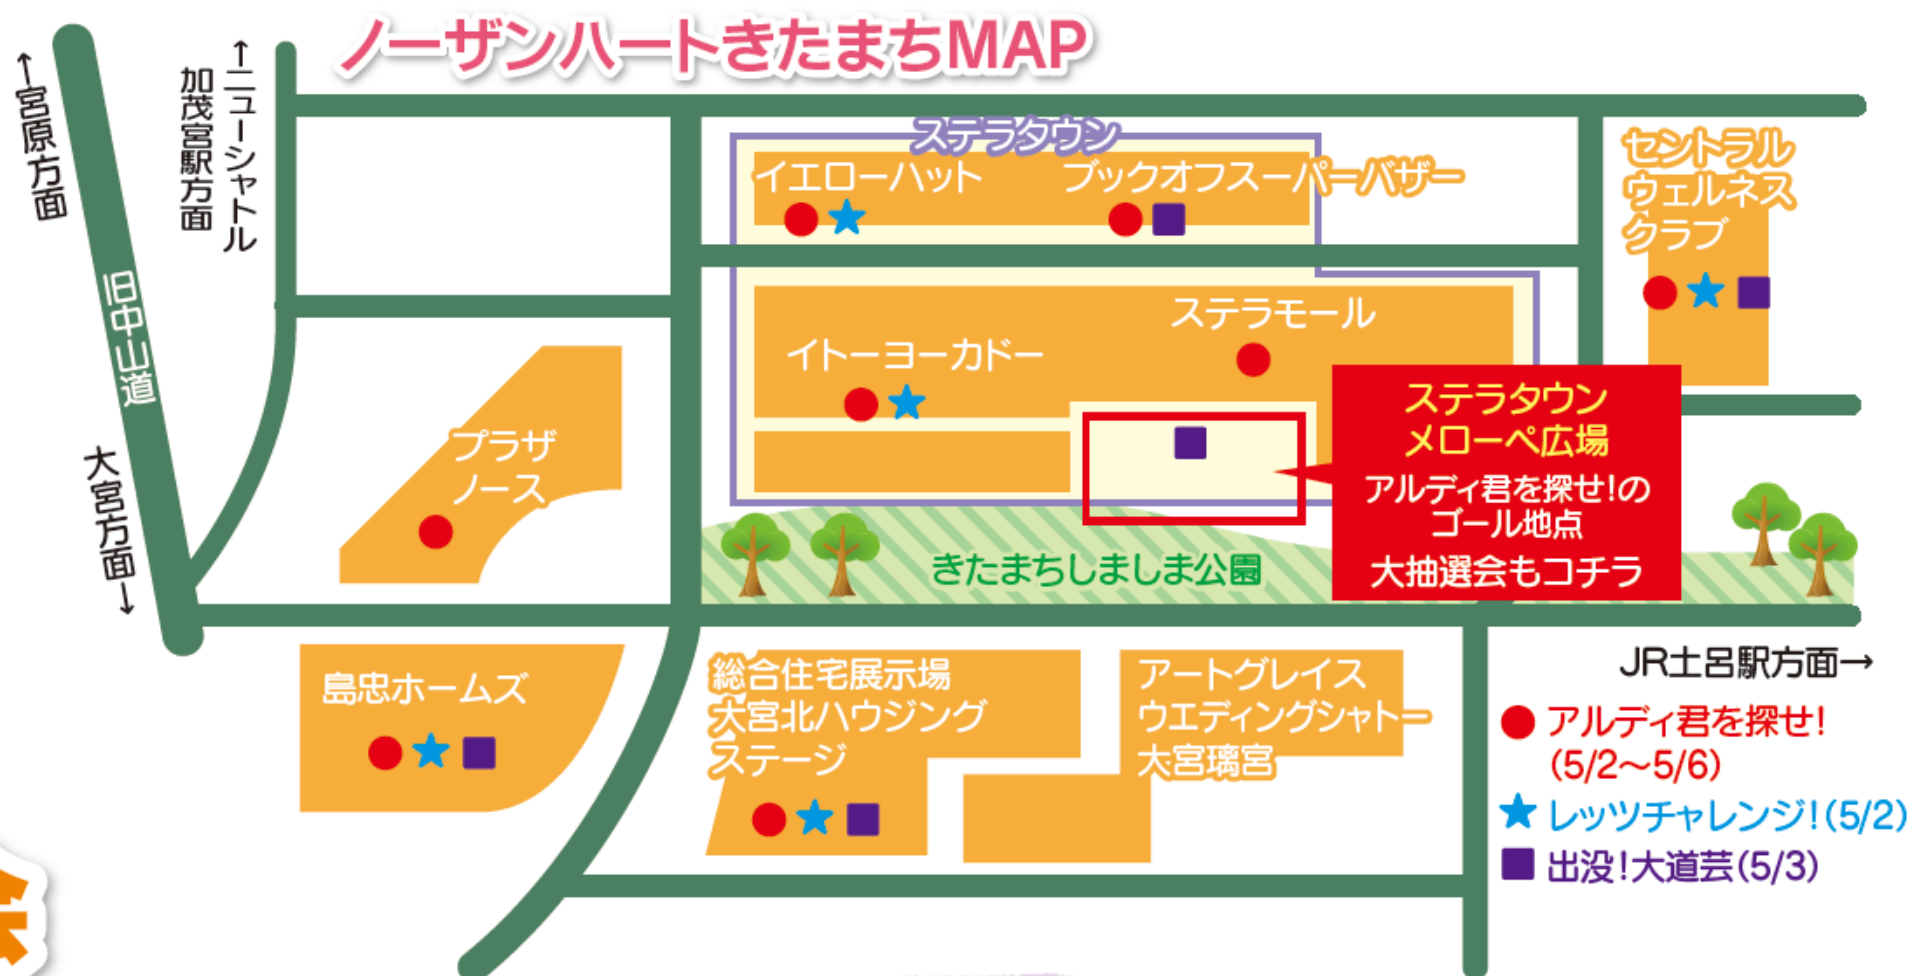 ノーザンハートきたまちMAP
←宮原方面
←ニューシャトル
加茂宮駅方面
旧中山道
大宮方面→
ステラタウン
イエローハット
ブックオフスーパーバザー
セントラル
ウェルネス
クラブ
ステラモール
イトーヨーカドー
プラザ
ノース
ステラタウン
メローペ広場
アルディ君を探せ!の
ゴール地点
大抽選会もコチラ
きたまちしましま公園
島忠ホームズ
総合住宅展示場
大宮北ハウジング
ステージ
アートグレイス
ウエディングシャトー
大宮璃宮
JR土呂駅方面→
アルディ君を探せ!
(5/2〜5/6)
レッツチャレンジ!(5/2)
出没!大道芸(5/3)